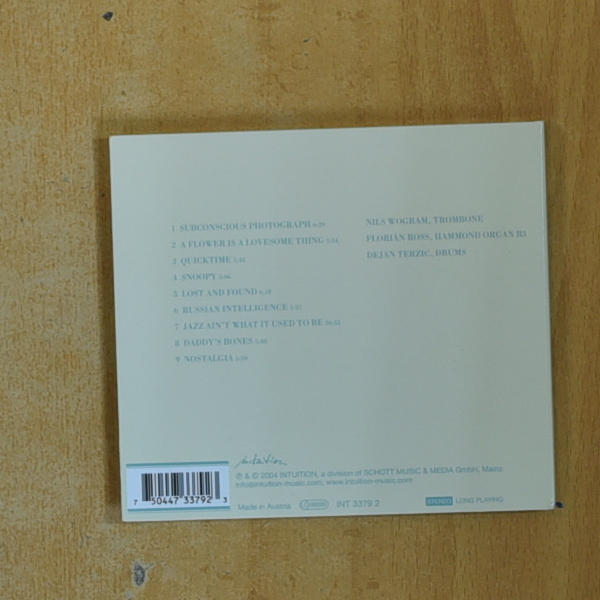 1 SUBCONSCIOUS PHOTOGRAPH
2 A FLOWER IS A LOVESOME THING
3 QUICKTIME
4 SNOOPY
5 LOST AND FOUND
6 RUSSIAN INTELLIGENCE
7 JAZZ AIN'T WHAT IT USED TO BE
8 DADDY'S BONES
9 NOSTALGIA
NILS WOGRAM, TROMBONE
FLORIAN ROSS, HAMMOND ORGAN B3
DEJAN TERZIC, DRUMS
intuition
℗ & © 2004 INTUITION, a division of SCHOTT MUSIC & MEDIA GmbH, Mainz
info@intuition-music.com, www.intuition-music.com
7 50447 33792 3
Made in Austria INT 3379 2 STEREO LONG PLAYING